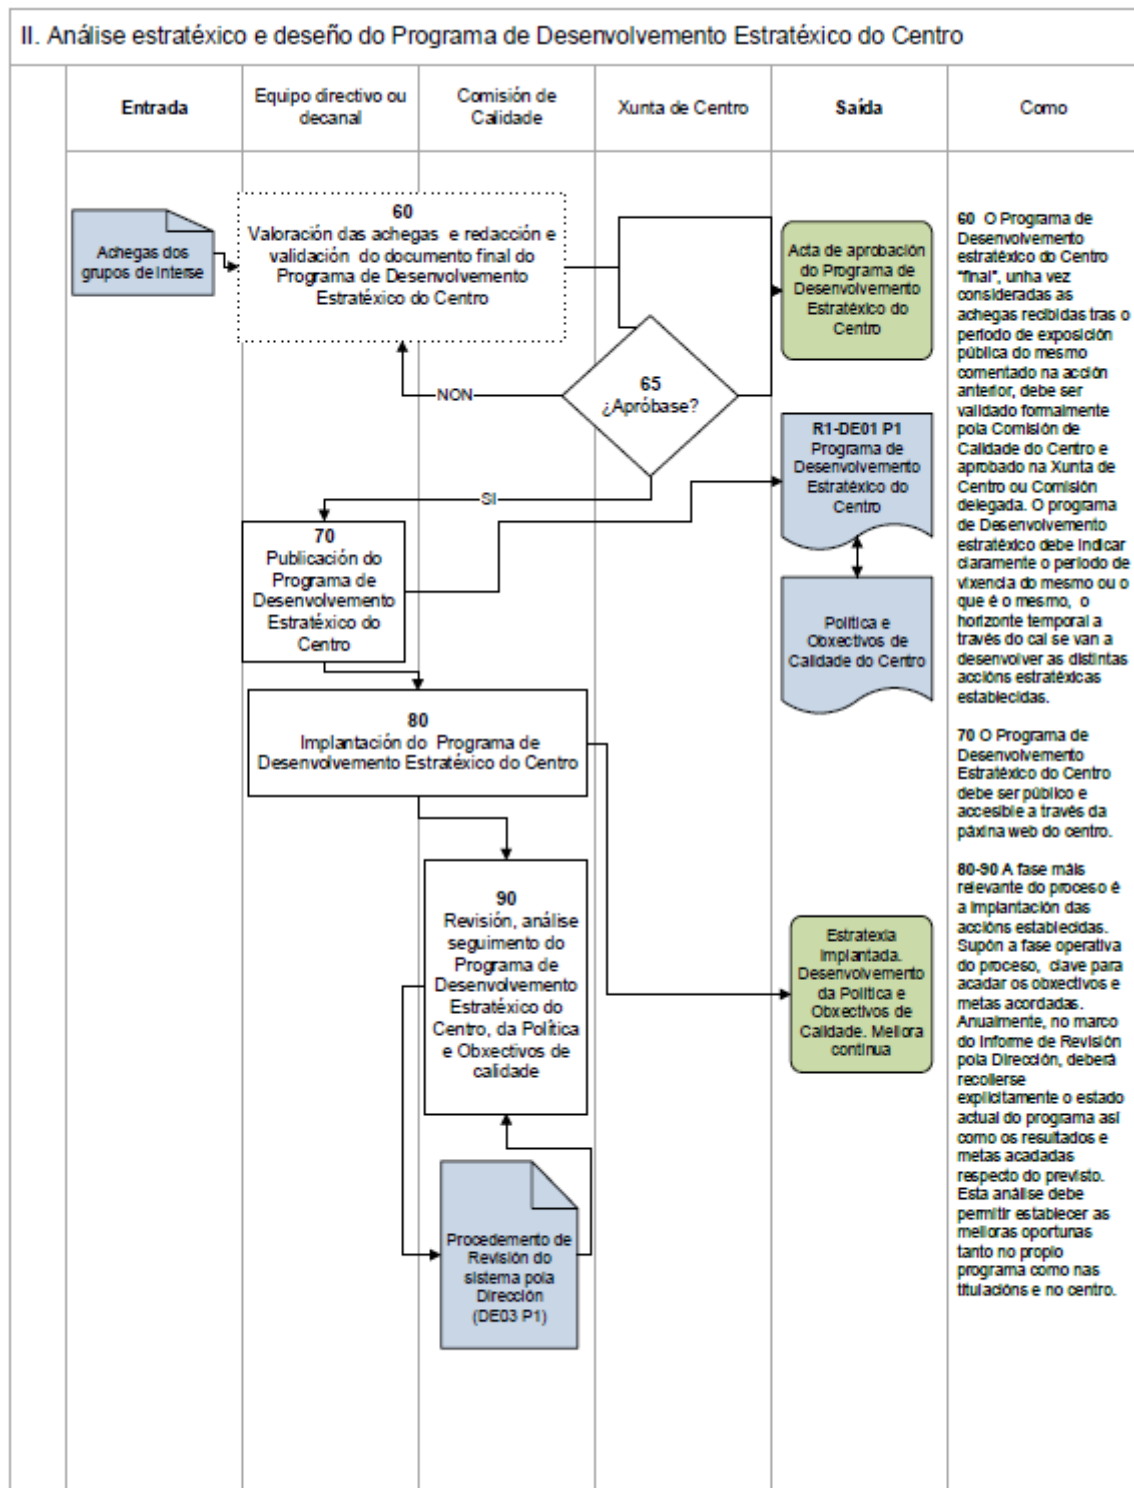 II. Análise estratéxico e deseño do Programa de Desenvolvemento Estratéxico do Centro
Entrada
Equipo directivo ou
decanal
Comisión de
Calidade
Xunta de Centro
Saída
Como
Achegas dos
grupos de interse
60
Valoración das achegas e redacción e
validación do documento final do
Programa de Desenvolvemento
Estratéxico do Centro
Acta de aprobación
do Programa de
Desenvolvemento
Estratéxico do
Centro
65
¿Apróbase?
NON
SI
R1-DE01 P1
Programa de
Desenvolvemento
Estratéxico do
Centro
70
Publicación do
Programa de
Desenvolvemento
Estratéxico do
Centro
Política e
Obxectivos de
Calidade do Centro
80
Implantación do Programa de
Desenvolvemento Estratéxico do Centro
90
Revisión, análise
seguimento do
Programa de
Desenvolvemento
Estratéxico do
Centro, da Política
e Obxectivos de
calidade
Estratexia
Implantada.
Desenvolvemento
da Política e
Obxectivos de
Calidade. Mellora
continua
Procedemento de
Revisión do
sistema pola
Dirección
(DE03 P1)
60 O Programa de
Desenvolvemento
estratéxico do Centro
"final", unha vez
consideradas as
achegas recibidas tras o
período de exposición
pública do mesmo
comentado na acción
anterior, debe ser
validado formalmente
pola Comisión de
Calidade do Centro e
aprobado na Xunta de
Centro ou Comisión
delegada. O programa
de Desenvolvemento
estratéxico debe indicar
claramente o período de
vixencia do mesmo ou o
que é o mesmo, o
horizonte temporal a
través do cal se van a
desenvolver as distintas
accións estratéxicas
establecidas.
70 O Programa de
Desenvolvemento
Estratéxico do Centro
debe ser público e
accesible a través da
páxina web do centro.
80-90 A fase máis
relevante do proceso é
a implantación das
accións establecidas.
Supón a fase operativa
do proceso, clave para
acadar os obxectivos e
metas acordadas.
Anualmente, no marco
do Informe de Revisión
pola Dirección, deberá
recollerse
explicitamente o estado
actual do programa así
como os resultados e
metas acadadas
respecto do previsto.
Esta análise debe
permitir establecer as
melloras oportunas
tanto no propio
programa como nas
titulacións e no centro.